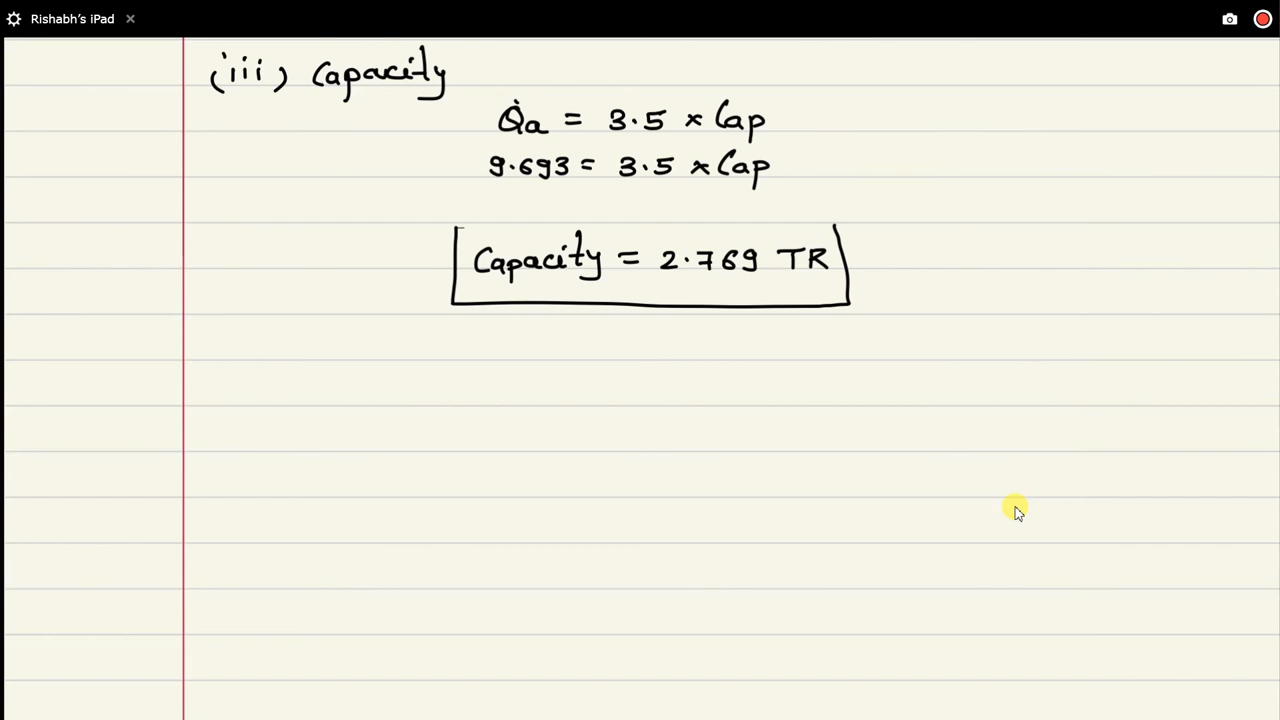 Rishabh's iPad
(iii) Capacity
Q̇a = 3.5 × Cap
9.693 = 3.5 × Cap
Capacity = 2.769 TR